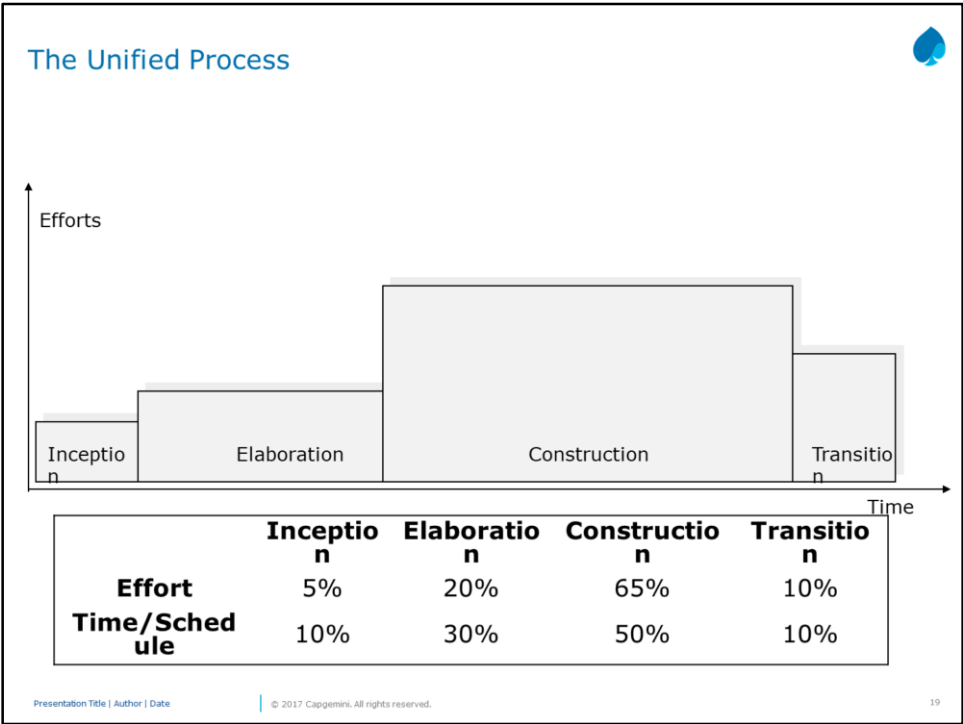 The Unified Process
Efforts
Inceptio
n
Elaboration
Construction
Transitio
n
Time
Inceptio
n
Elaboratio
n
Constructio
n
Transitio
n
Effort 5% 20% 65% 10%
Time/Sched
ule
10% 30% 50% 10%
Presentation Title | Author | Date
© 2017 Capgemini. All rights reserved.
19